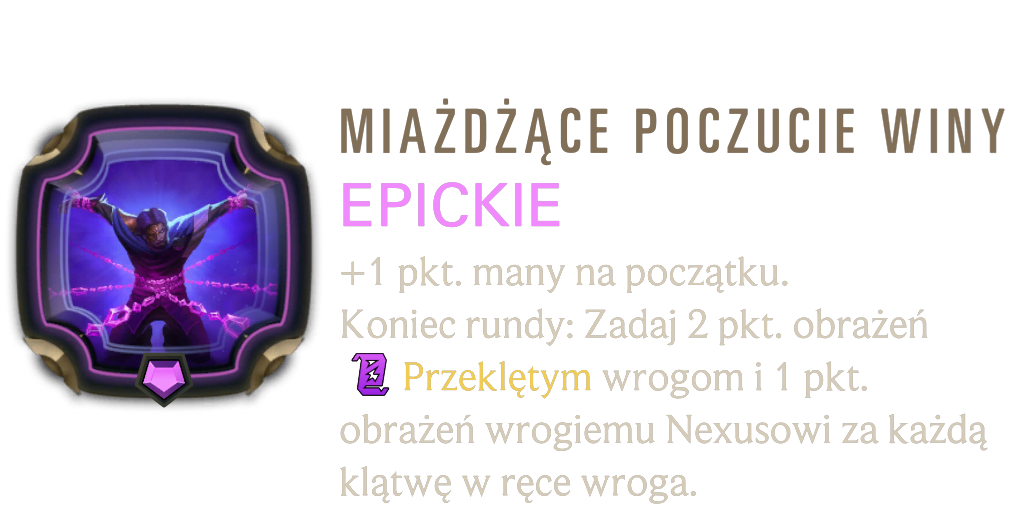 MIAŻDŻĄCE POCZUCIE WINY
EPICKIE
+1 pkt. many na początku.
Koniec rundy: Zadaj 2 pkt. obrażeń
Przeklętym wrogom i 1 pkt.
obrażeń wrogiemu Nexusowi za każdą
klątwę w ręce wroga.